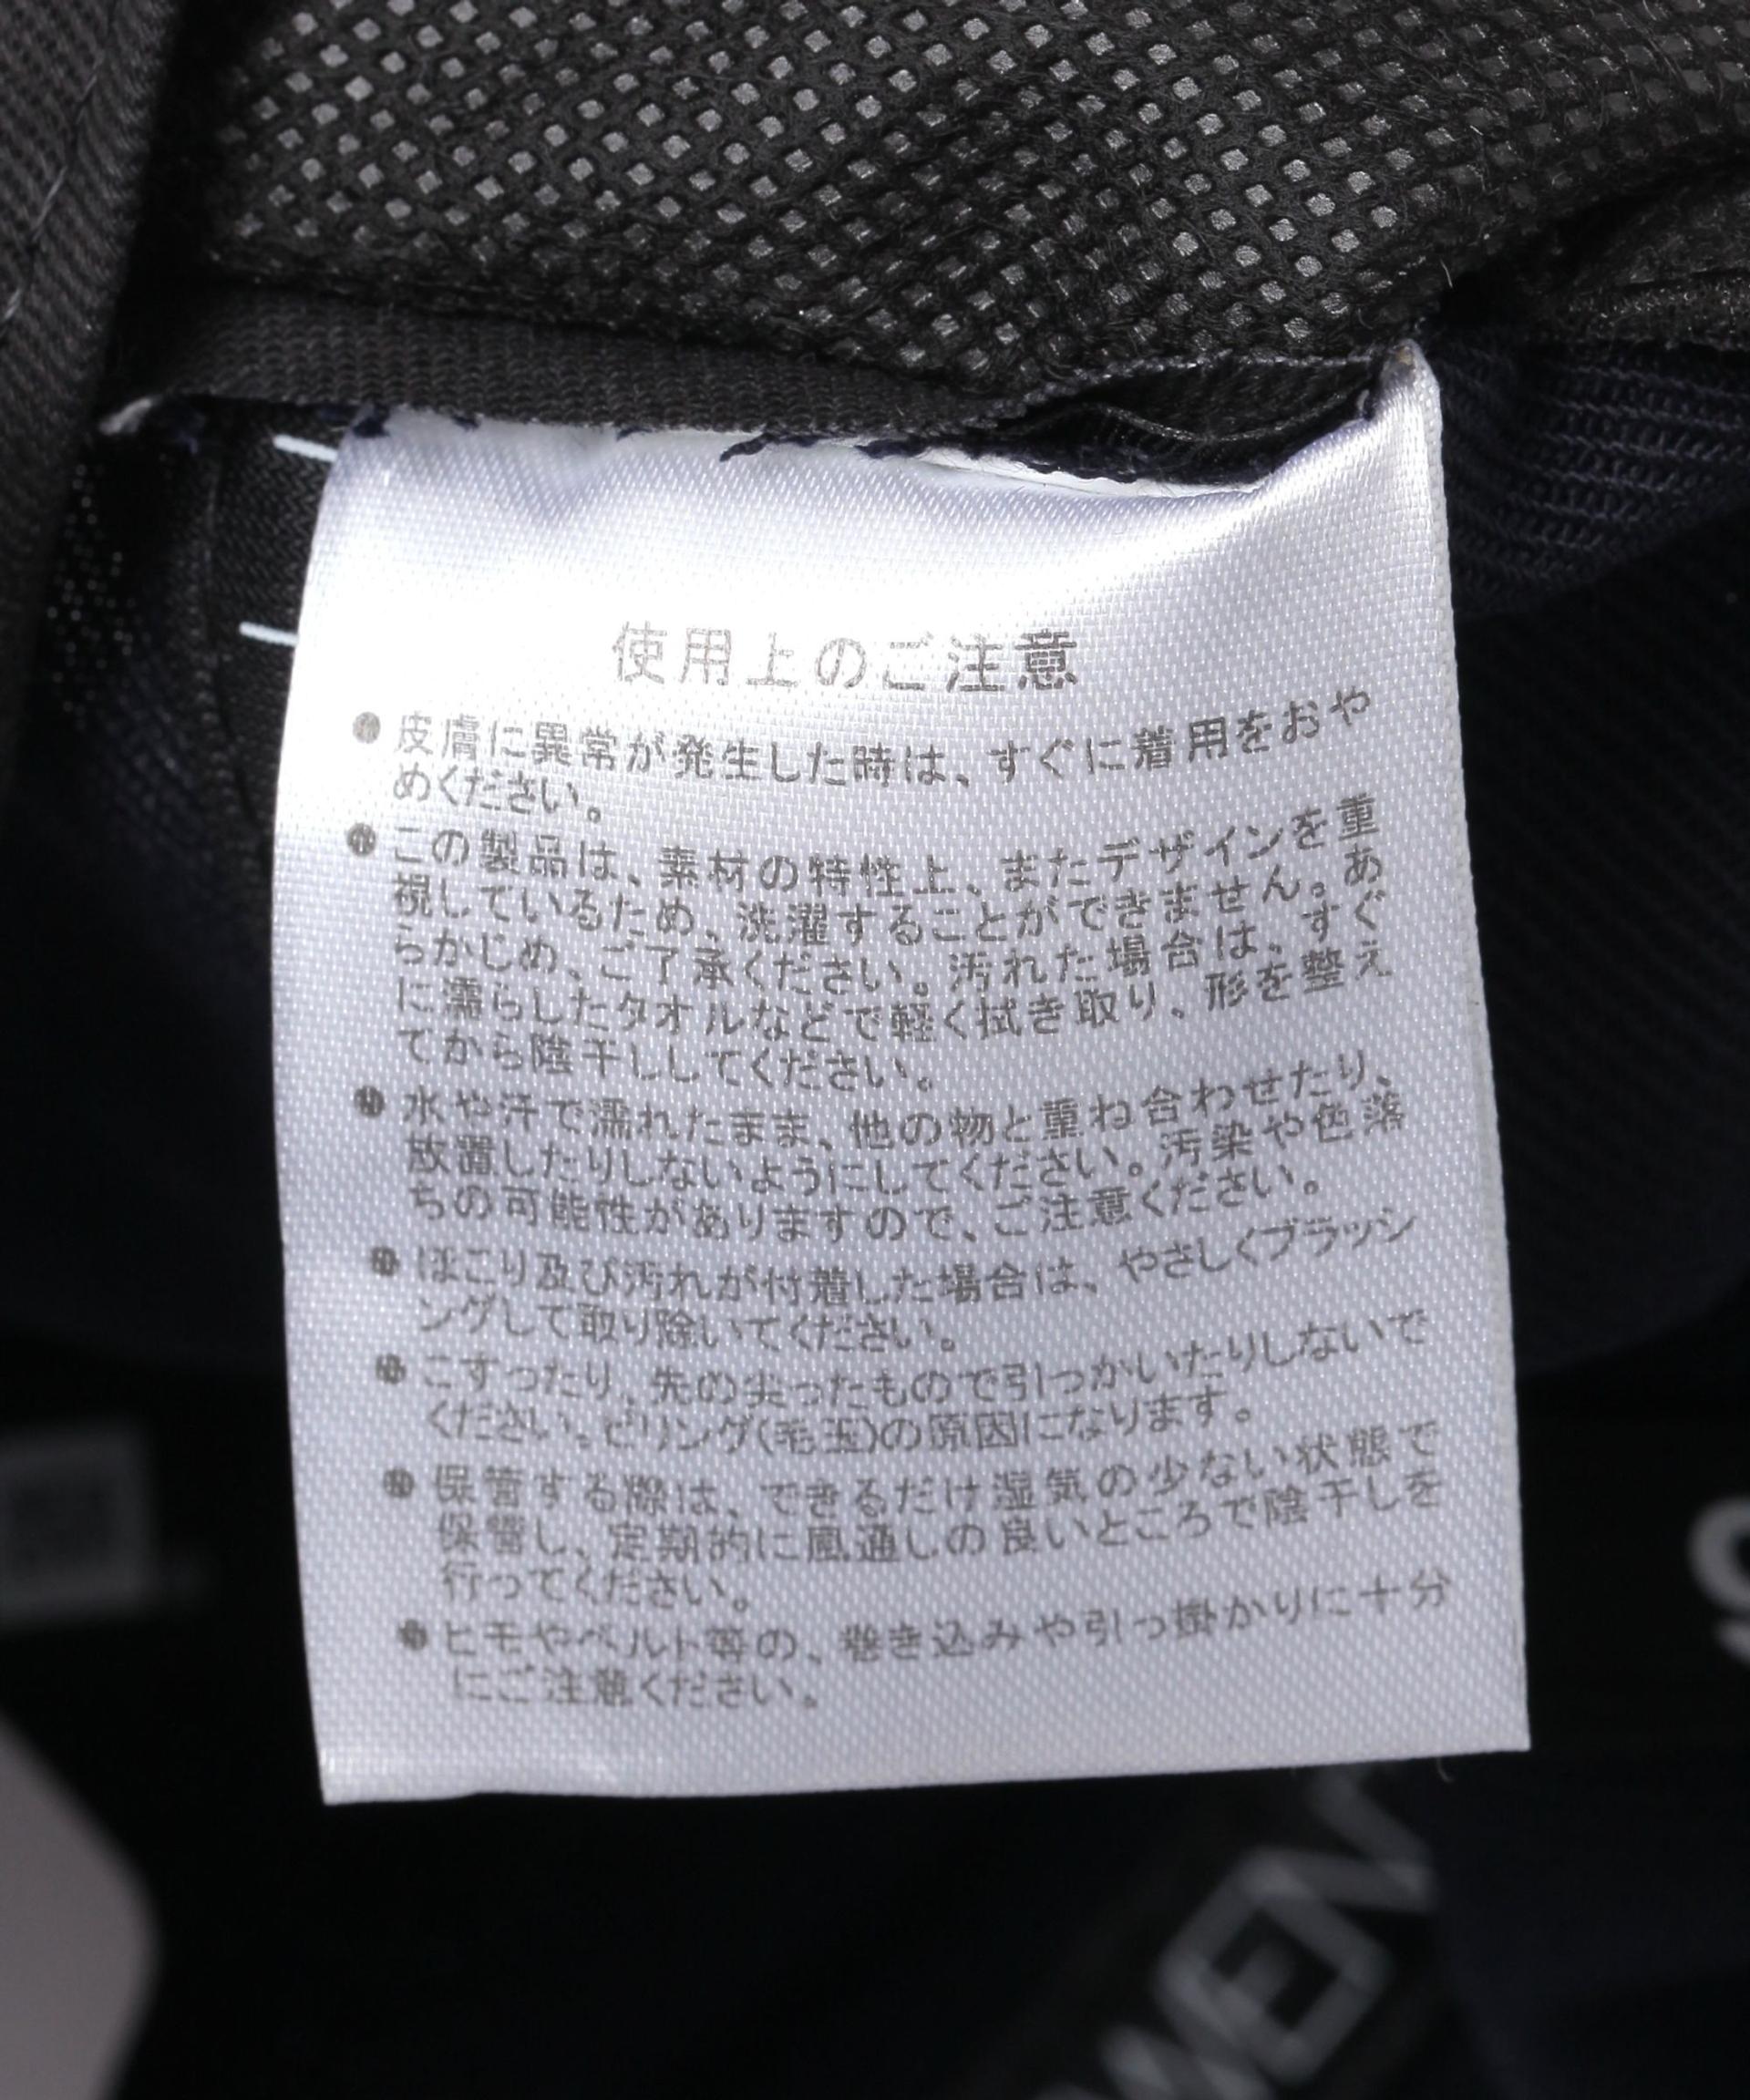 使用上のご注意
●皮膚に異常が発生した時は、すぐに着用をおや
めください。
●この製品は、素材の特性上、またデザインを重
視しているため、洗濯することができません。あ
らかじめ、ご了承ください。汚れた場合は、すぐ
に濡らしたタオルなどで軽く拭き取り、形を整え
てから陰干ししてください。
●水や汗で濡れたまま、他の物と重ね合わせたり、
放置したりしないようにしてください。汚染や色落
ちの可能性がありますので、ご注意ください。
●ほこり及び汚れが付着した場合は、やさしくブラッシ
ングして取り除いてください。
●こすったり、先の尖ったもので引っかいたりしないで
ください。ピリング(毛玉)の原因になります。
●保管する際は、できるだけ湿気の少ない状態で
保管し、定期的に風通しの良いところで陰干しを
行ってください。
●ヒモやベルト等の、巻き込みや引っ掛かりに十分
にご注意ください。